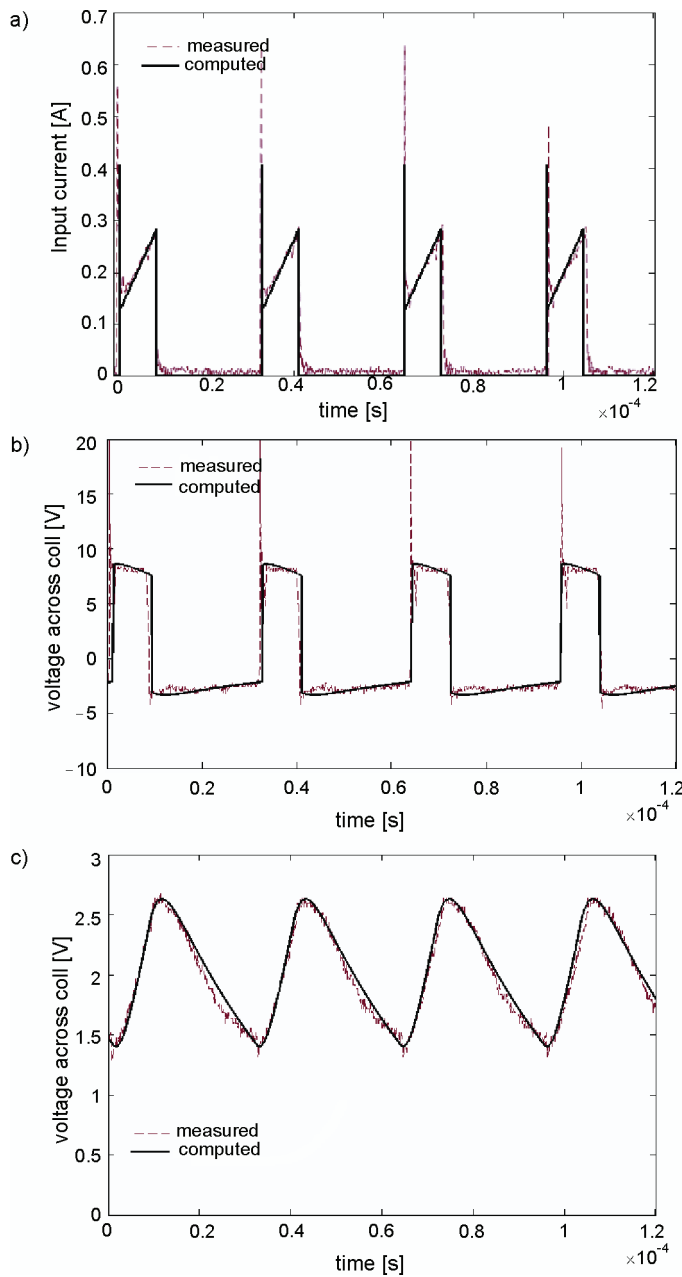 a)
0.7
0.6
0.5
0.4
0.3
0.2
0.1
0
Input current [A]
measured
computed
0 0.2 0.4 0.6 0.8 1 1.2
time [s]
×10-4
b)
20
15
10
5
0
−5
−10
voltage across coll [V]
measured
computed
0 0.2 0.4 0.6 0.8 1 1.2
time [s]
×10-4
c)
3
2.5
2
1.5
1
0.5
0
voltage across coll [V]
measured
computed
0 0.2 0.4 0.6 0.8 1 1.2
time [s]
×10-4